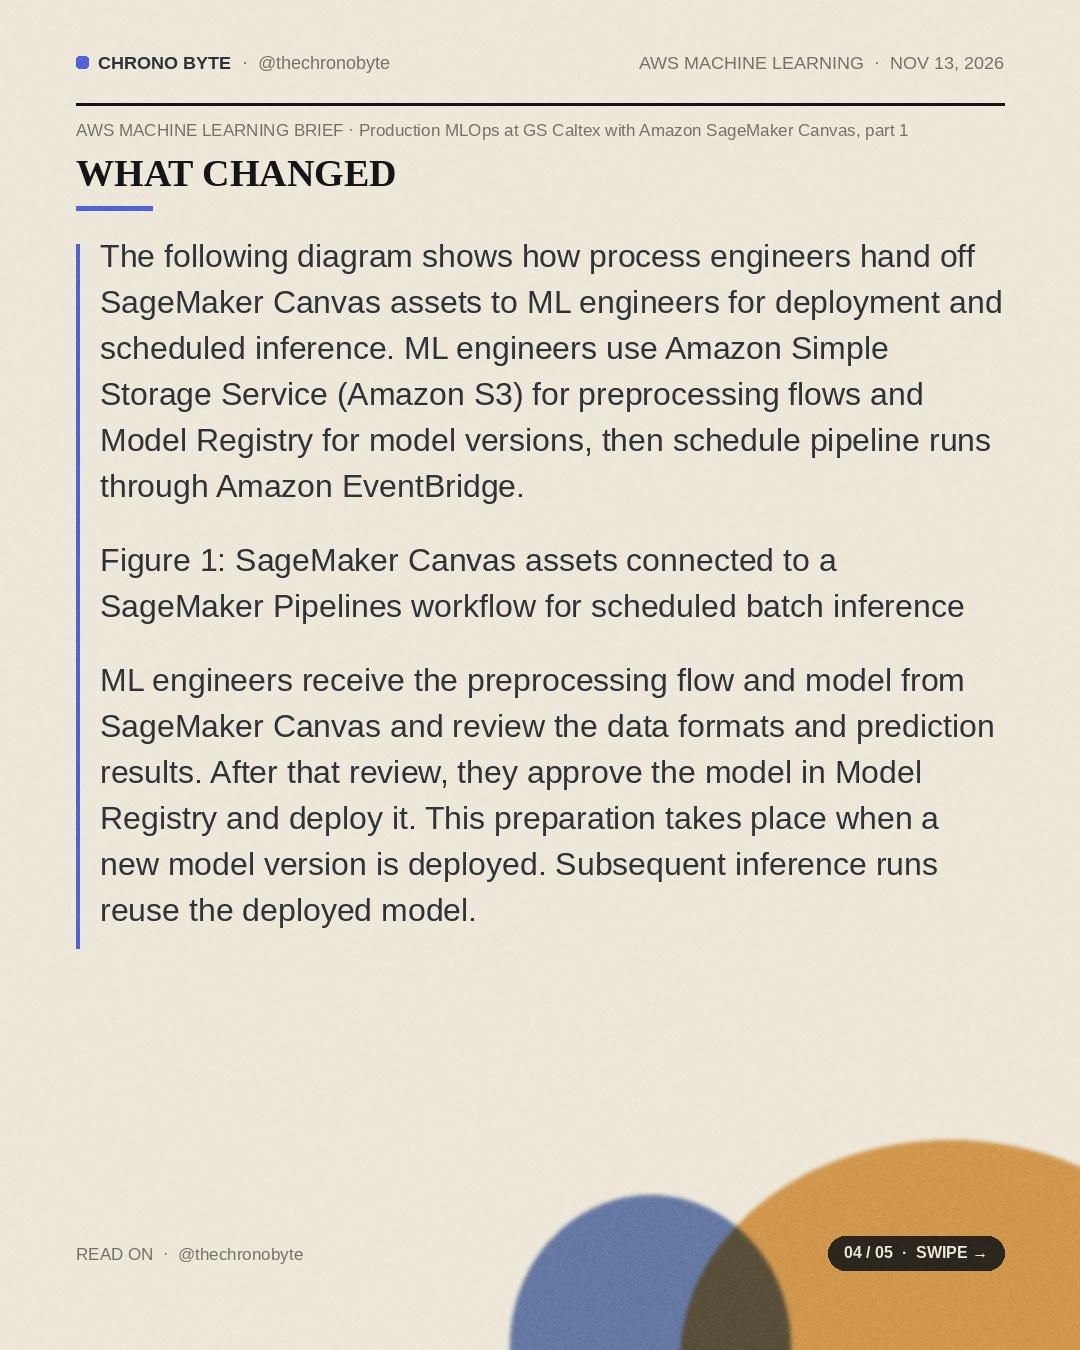 CHRONO BYTE · @thechronobyte
AWS MACHINE LEARNING · NOV 13, 2026
AWS MACHINE LEARNING BRIEF · Production MLOps at GS Caltex with Amazon SageMaker Canvas, part 1
WHAT CHANGED
The following diagram shows how process engineers hand off
SageMaker Canvas assets to ML engineers for deployment and
scheduled inference. ML engineers use Amazon Simple
Storage Service (Amazon S3) for preprocessing flows and
Model Registry for model versions, then schedule pipeline runs
through Amazon EventBridge.
Figure 1: SageMaker Canvas assets connected to a
SageMaker Pipelines workflow for scheduled batch inference
ML engineers receive the preprocessing flow and model from
SageMaker Canvas and review the data formats and prediction
results. After that review, they approve the model in Model
Registry and deploy it. This preparation takes place when a
new model version is deployed. Subsequent inference runs
reuse the deployed model.
READ ON · @thechronobyte
04 / 05 · SWIPE →